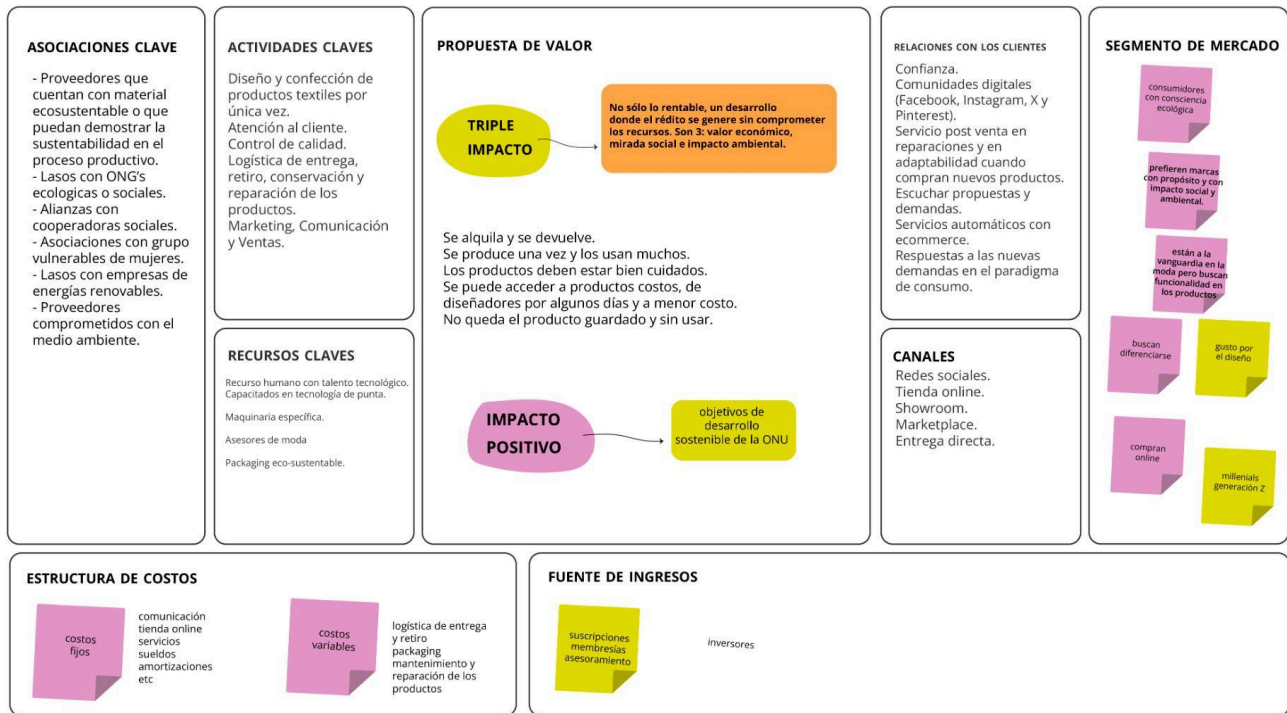 ASOCIACIONES CLAVE
- Proveedores que
cuentan con material
ecosustentable o que
puedan demostrar la
sustentabilidad en el
proceso productivo.
- Lasos con ONG's
ecologicas o sociales.
- Alianzas con
cooperadoras sociales.
- Asociaciones con grupo
vulnerables de mujeres.
- Lasos con empresas de
energías renovables.
- Proveedores
comprometidos con el
medio ambiente.
ACTIVIDADES CLAVES
Diseño y confección de
productos textiles por
única vez.
Atención al cliente.
Control de calidad.
Logística de entrega,
retiro, conservación y
reparación de los
productos.
Marketing, Comunicación
y Ventas.
RECURSOS CLAVES
Recurso humano con talento tecnológico.
Capacitados en tecnología de punta.
Maquinaria específica.
Asesores de moda
Packaging eco-sustentable.
PROPUESTA DE VALOR
TRIPLE
IMPACTO
No sólo lo rentable, un desarrollo
donde el rédito se genere sin comprometer
los recursos. Son 3: valor económico,
mirada social e impacto ambiental.
Se alquila y se devuelve.
Se produce una vez y los usan muchos.
Los productos deben estar bien cuidados.
Se puede acceder a productos costos, de
diseñadores por algunos días y a menor costo.
No queda el producto guardado y sin usar.
IMPACTO
POSITIVO
objetivos de
desarrollo
sostenible de la ONU
RELACIONES CON LOS CLIENTES
Confianza.
Comunidades digitales
(Facebook, Instagram, X y
Pinterest).
Servicio post venta en
reparaciones y en
adaptabilidad cuando
compran nuevos productos.
Escuchar propuestas y
demandas.
Servicios automáticos con
ecommerce.
Respuestas a las nuevas
demandas en el paradigma
de consumo.
CANALES
Redes sociales.
Tienda online.
Showroom.
Marketplace.
Entrega directa.
SEGMENTO DE MERCADO
consumidores
con consciencia
ecológica
prefieren marcas
con propósito y con
impacto social y
ambiental.
están a la
vanguardia en la
moda pero buscan
funcionalidad en
los productos
buscan
diferenciarse
gusto por
el diseño
compran
online
millenials
generación Z
ESTRUCTURA DE COSTOS
costos
fijos
comunicación
tienda online
servicios
sueldos
amortizaciones
etc
costos
variables
logística de entrega
y retiro
packaging
mantenimiento y
reparación de los
productos
FUENTE DE INGRESOS
suscripciones
membresías
asesoramiento
inversores